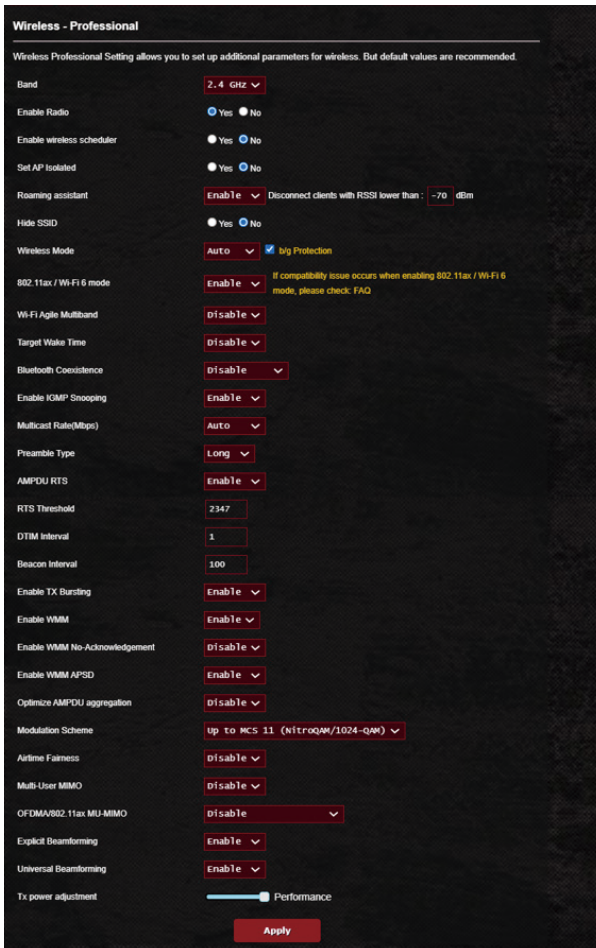 Wireless - Professional
Wireless Professional Setting allows you to set up additional parameters for wireless. But default values are recommended.
Band 2.4 GHz
Enable Radio Yes No
Enable wireless scheduler Yes No
Set AP Isolated Yes No
Roaming assistant Enable Disconnect clients with RSSI lower than : -70 dBm
Hide SSID Yes No
Wireless Mode Auto b/g Protection
802.11ax / Wi-Fi 6 mode Enable If compatibility issue occurs when enabling 802.11ax / Wi-Fi 6
mode, please check: FAQ
Wi-Fi Agile Multiband Disable
Target Wake Time Disable
Bluetooth Coexistence Disable
Enable IGMP Snooping Enable
Multicast Rate(Mbps) Auto
Preamble Type Long
AMPDU RTS Enable
RTS Threshold 2347
DTIM Interval 1
Beacon Interval 100
Enable TX Bursting Enable
Enable WMM Enable
Enable WMM No-Acknowledgement Disable
Enable WMM APSD Enable
Optimize AMPDU aggregation Disable
Modulation Scheme Up to MCS 11 (NitroQAM/1024-QAM)
Airtime Fairness Disable
Multi-User MIMO Disable
OFDMA/802.11ax MU-MIMO Disable
Explicit Beamforming Enable
Universal Beamforming Enable
Tx power adjustment Performance
Apply